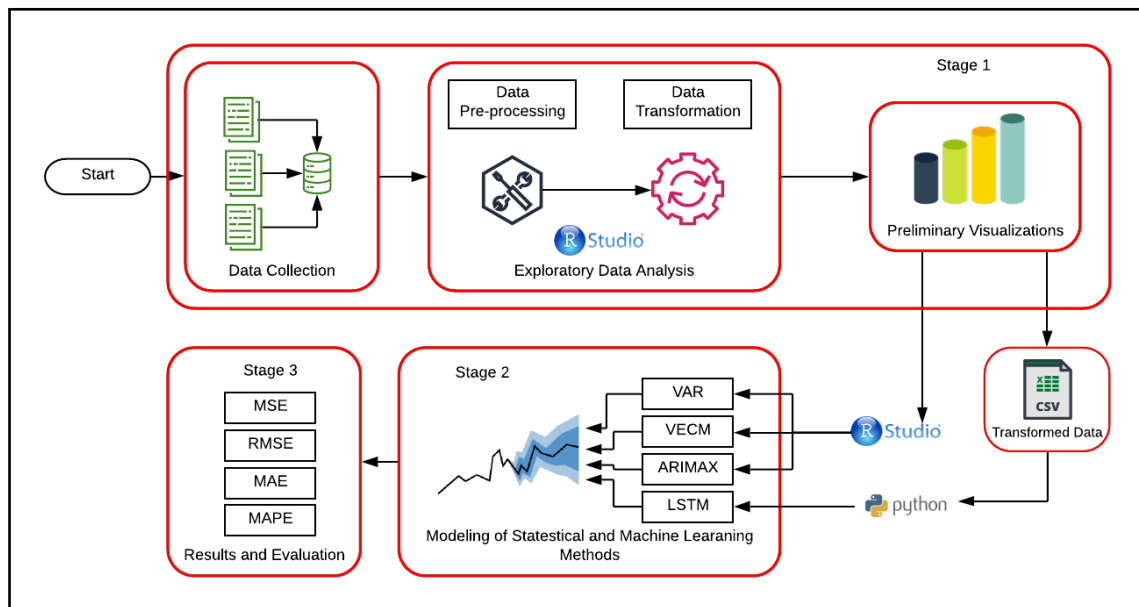 Stage 1
Start
Data Collection
Data
Pre-processing
Data
Transformation
R Studio
Exploratory Data Analysis
Preliminary Visualizations
Stage 3
MSE
RMSE
MAE
MAPE
Results and Evaluation
Stage 2
VAR
VECM
ARIMAX
LSTM
Modeling of Statestical and Machine Learaning
Methods
R Studio
python
X
CSV
Transformed Data